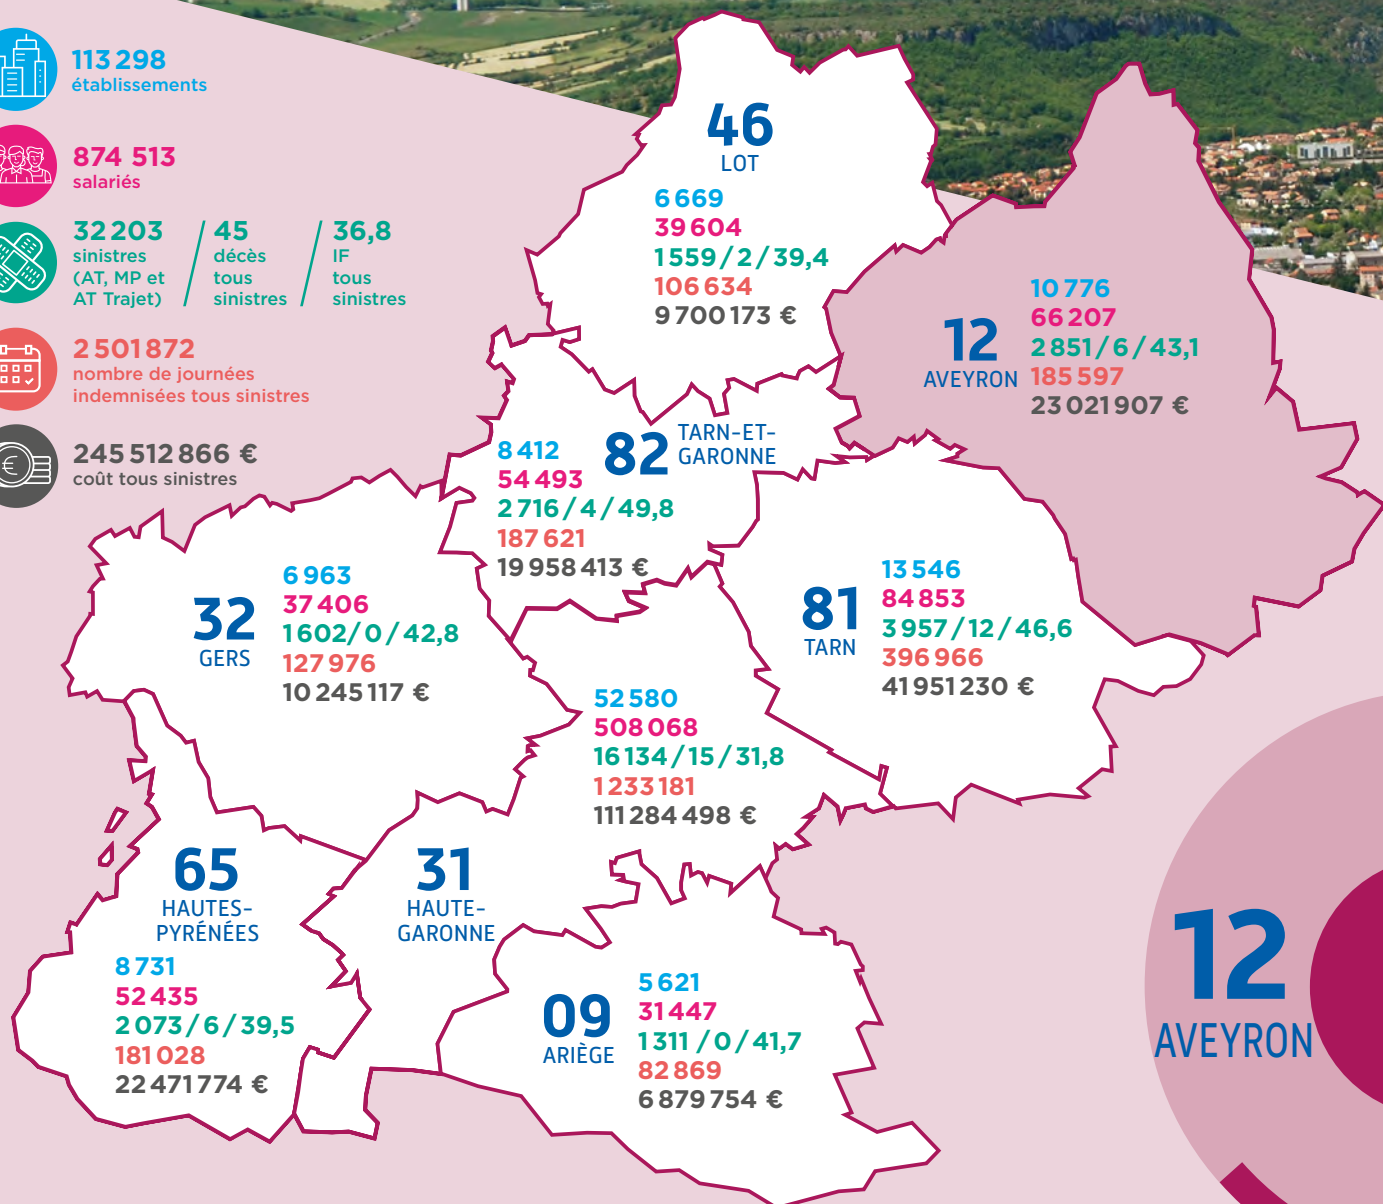 113 298
établissements
874 513
salariés
32 203
sinistres
(AT, MP et
AT Trajet)
45
décès
tous
sinistres
36,8
IF
tous
sinistres
2 501 872
nombre de journées
indemnisées tous sinistres
245 512 866 €
coût tous sinistres
46
LOT
6 669
39 604
1 559 / 2 / 39,4
106 634
9 700 173 €
12
AVEYRON
10 776
66 207
2 851 / 6 / 43,1
185 597
23 021 907 €
82
TARN-ET-
GARONNE
8 412
54 493
2 716 / 4 / 49,8
187 621
19 958 413 €
32
GERS
6 963
37 406
1 602 / 0 / 42,8
127 976
10 245 117 €
81
TARN
13 546
84 853
3 957 / 12 / 46,6
396 966
41 951 230 €
52 580
508 068
16 134 / 15 / 31,8
1 233 181
111 284 498 €
65
HAUTES-
PYRÉNÉES
8 731
52 435
2 073 / 6 / 39,5
181 028
22 471 774 €
31
HAUTE-
GARONNE
09
ARIÈGE
5 621
31 447
1 311 / 0 / 41,7
82 869
6 879 754 €
12
AVEYRON